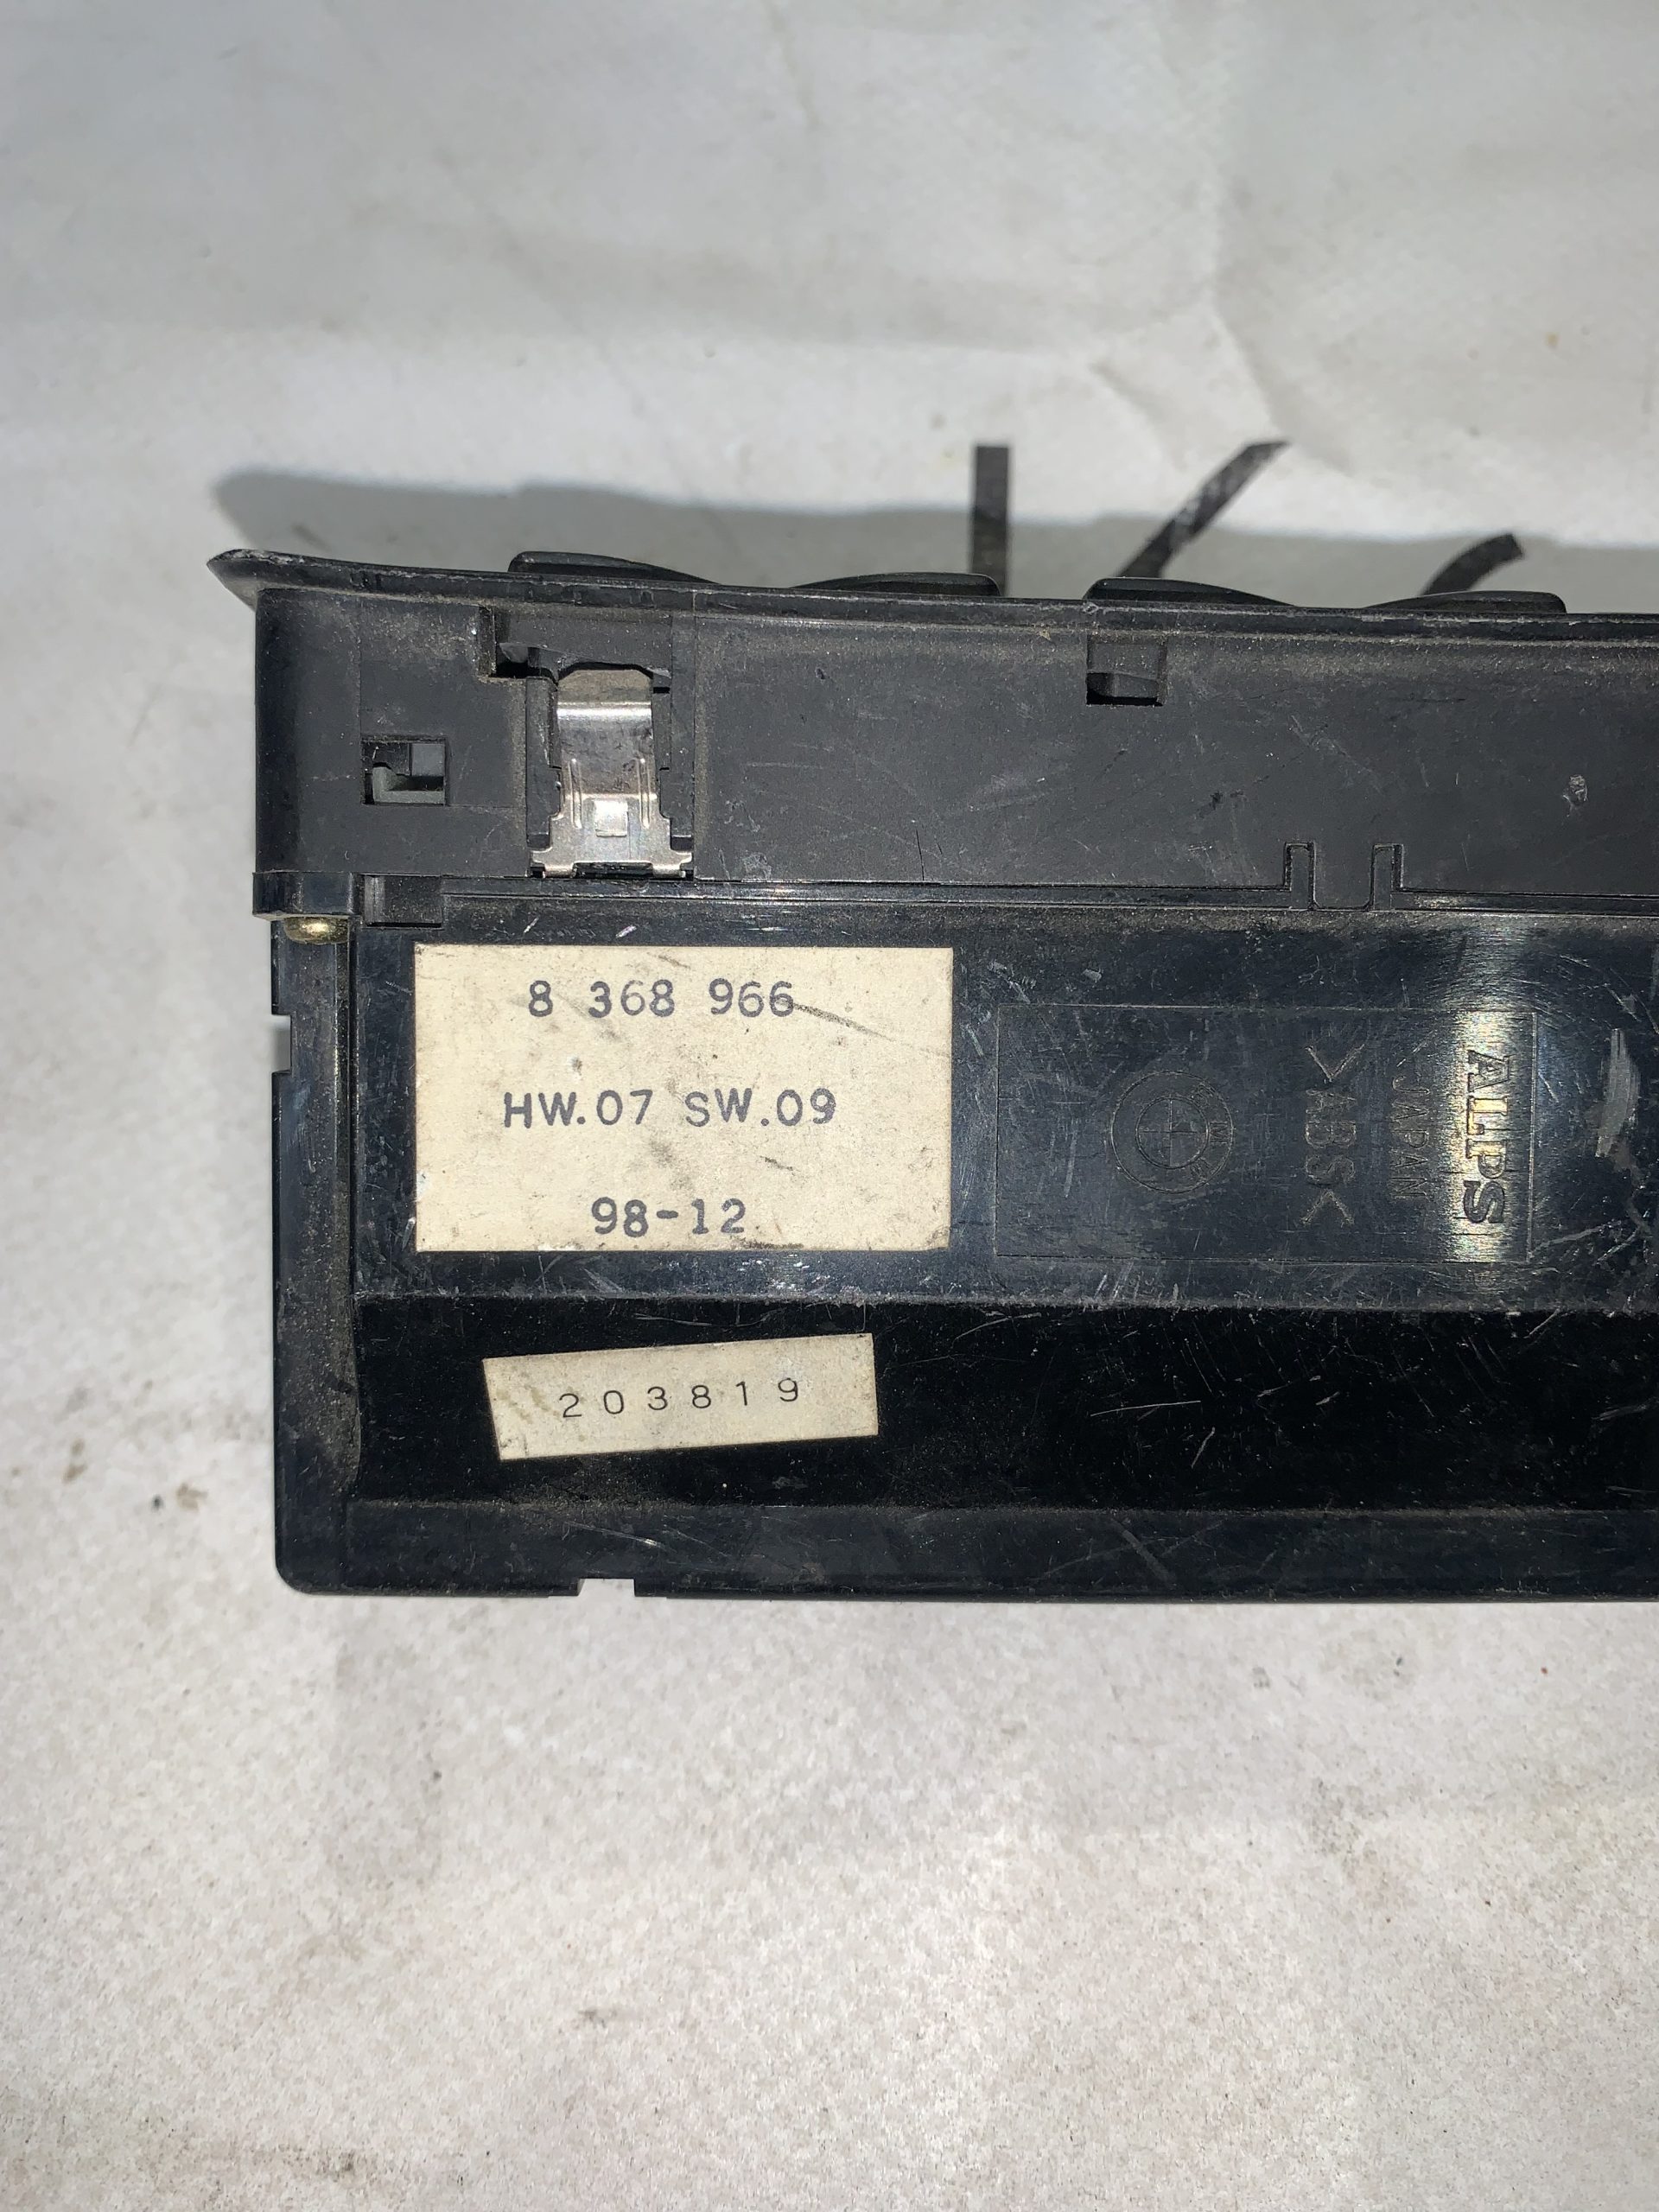 8 368 966
HW.07 SW.09
98-12
203819
ALPS
JAPAN
>ABS<